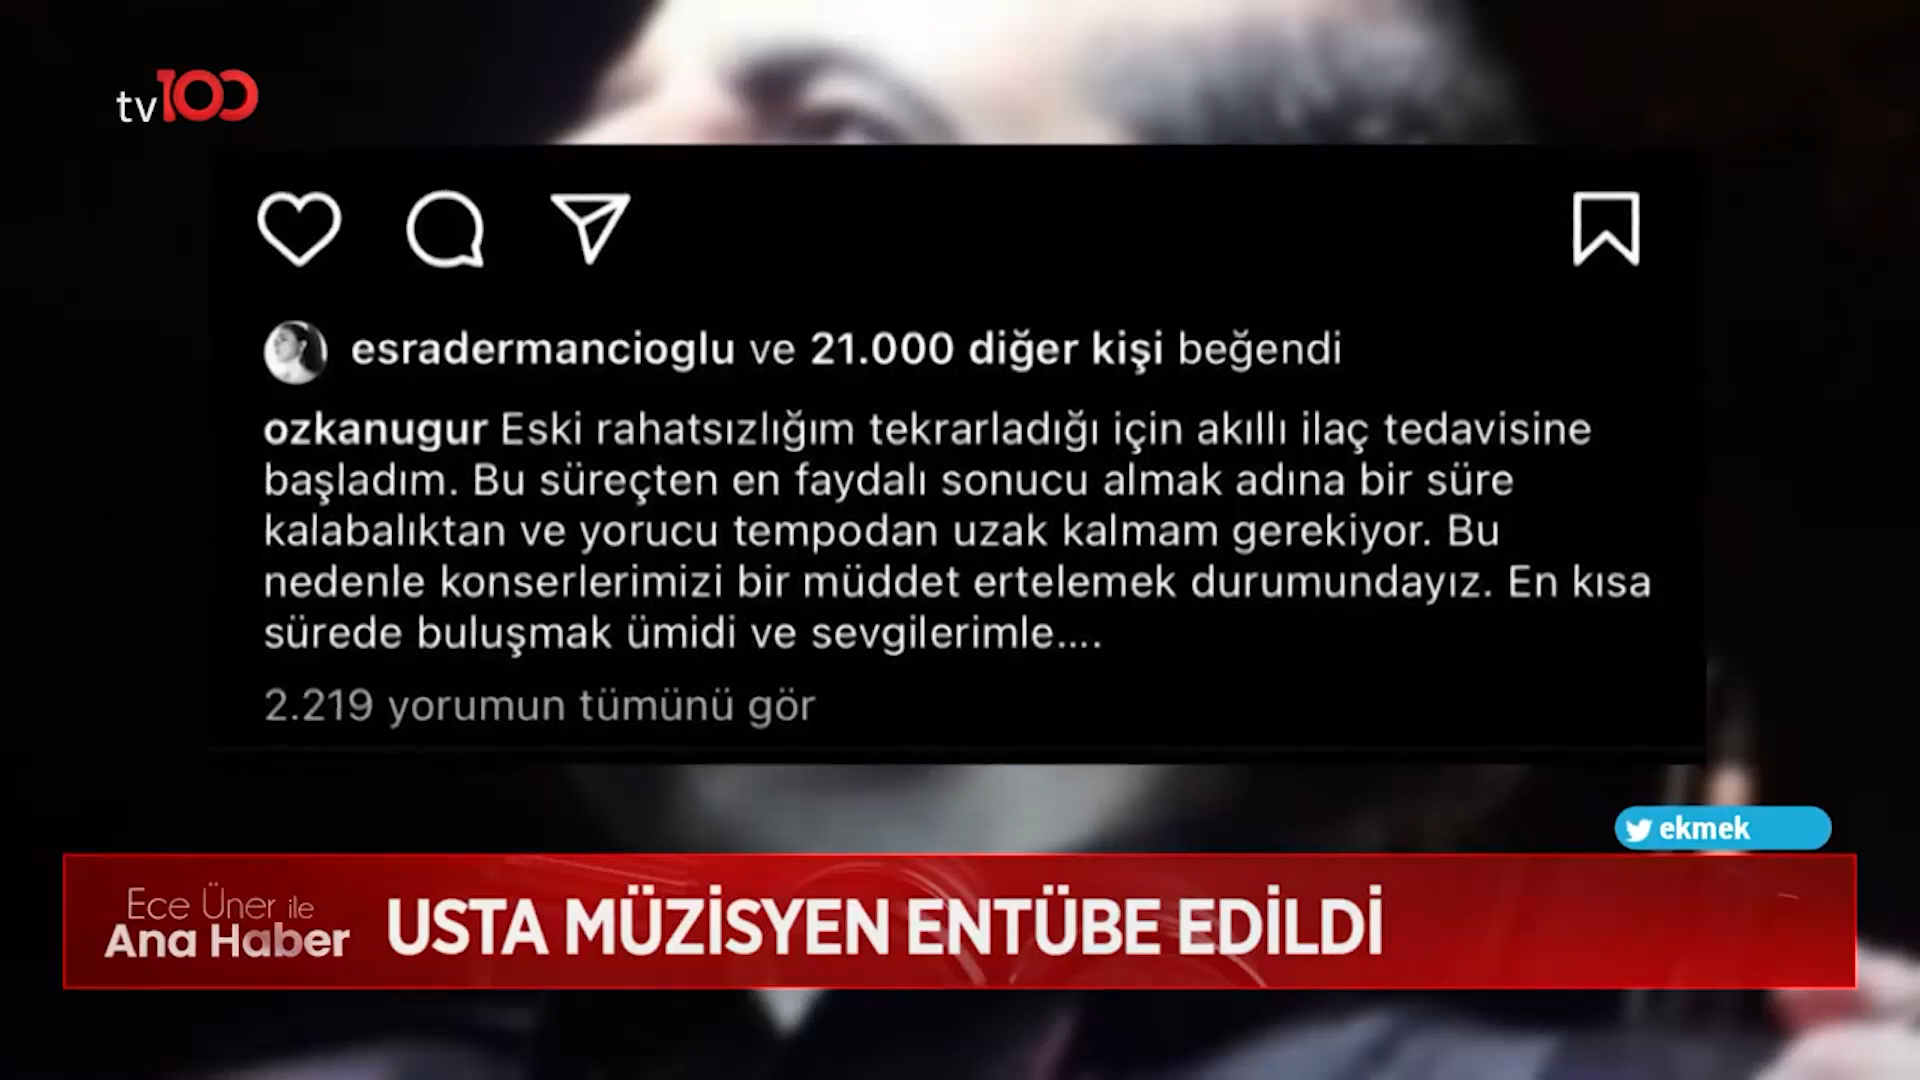 tv100
esradermancioglu ve 21.000 diğer kişi beğendi
ozkanugur Eski rahatsızlığım tekrarladığı için akıllı ilaç tedavisine
başladım. Bu süreçten en faydalı sonucu almak adına bir süre
kalabalıktan ve yorucu tempodan uzak kalmam gerekiyor. Bu
nedenle konserlerimizi bir müddet ertelemek durumundayız. En kısa
sürede buluşmak ümidi ve sevgilerimle....
2.219 yorumun tümünü gör
ekmek
Ece Üner ile
Ana Haber
USTA MÜZİSYEN ENTÜBE EDİLDİ